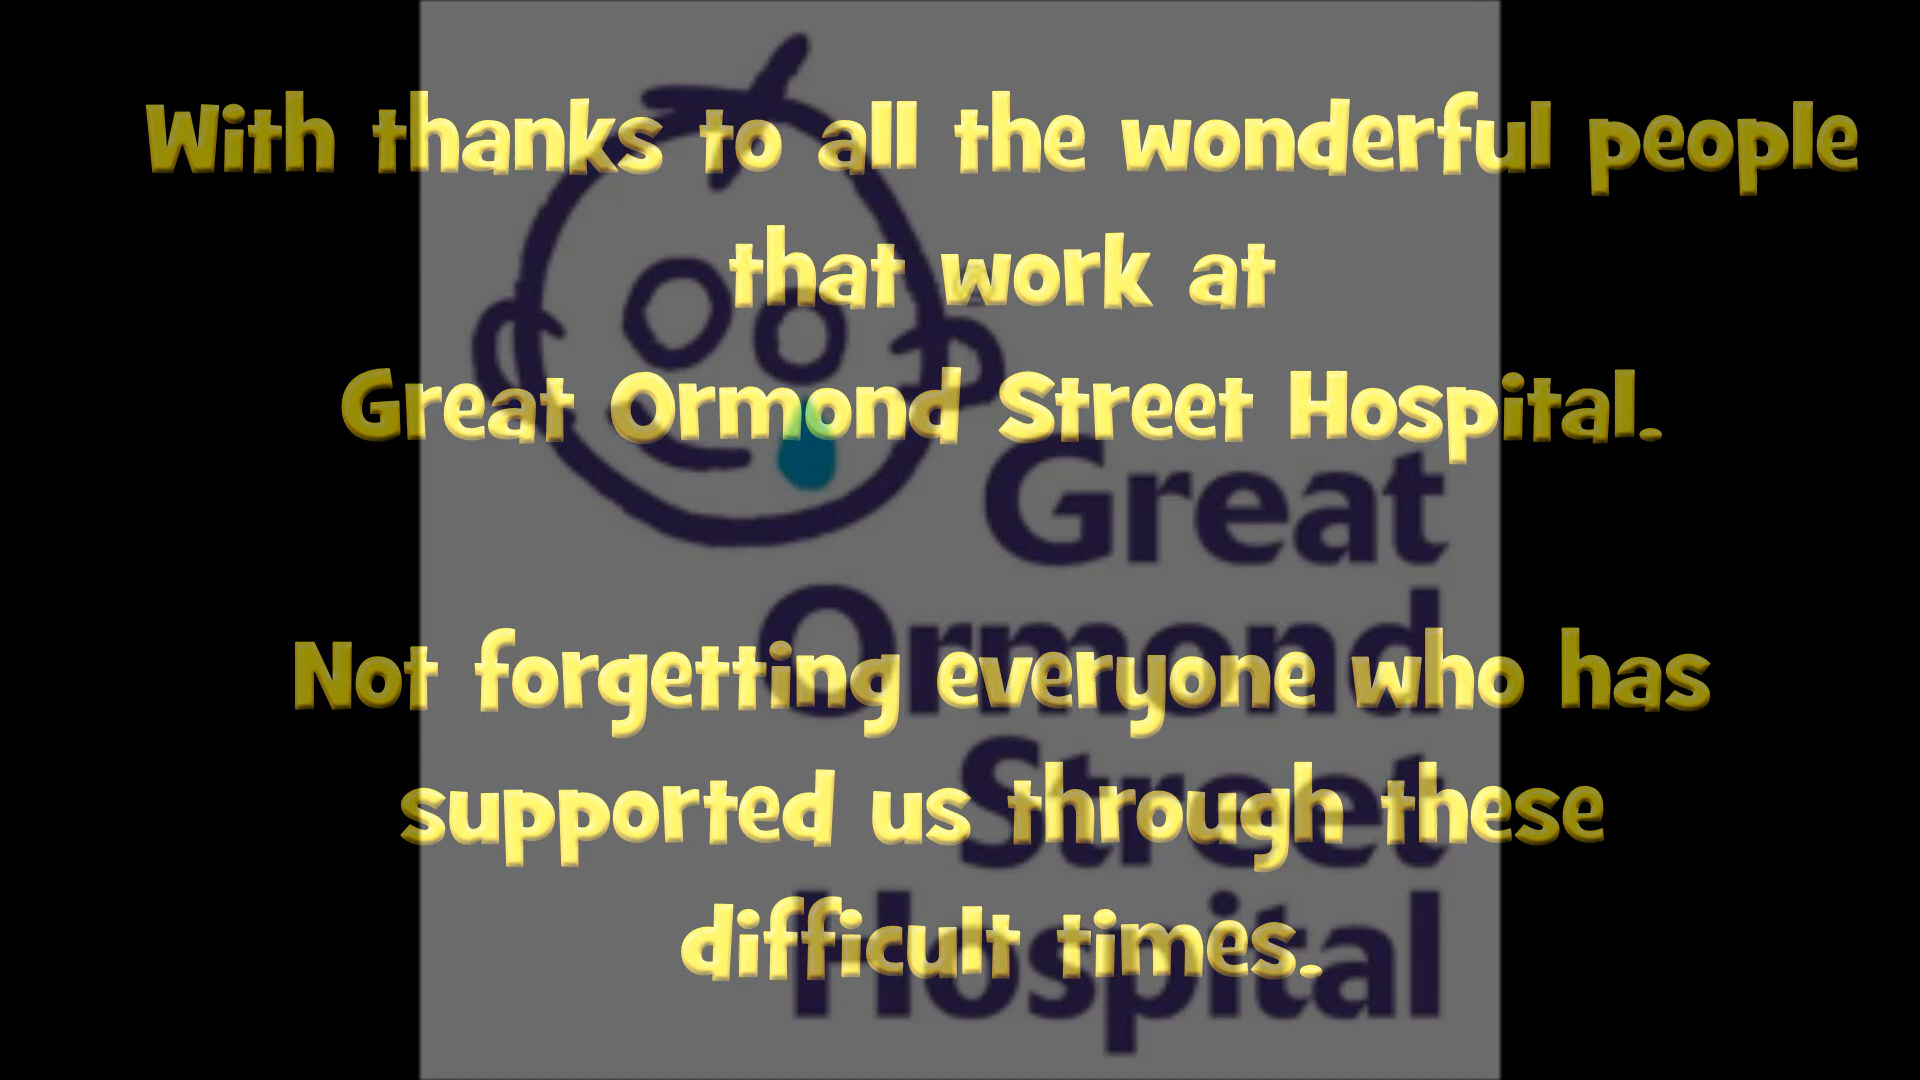 With thanks to all the wonderful people
that work at
Great Ormond Street Hospital.
Not forgetting everyone who has
supported us through these
difficult times.
Great
Ormond
Street
Hospital